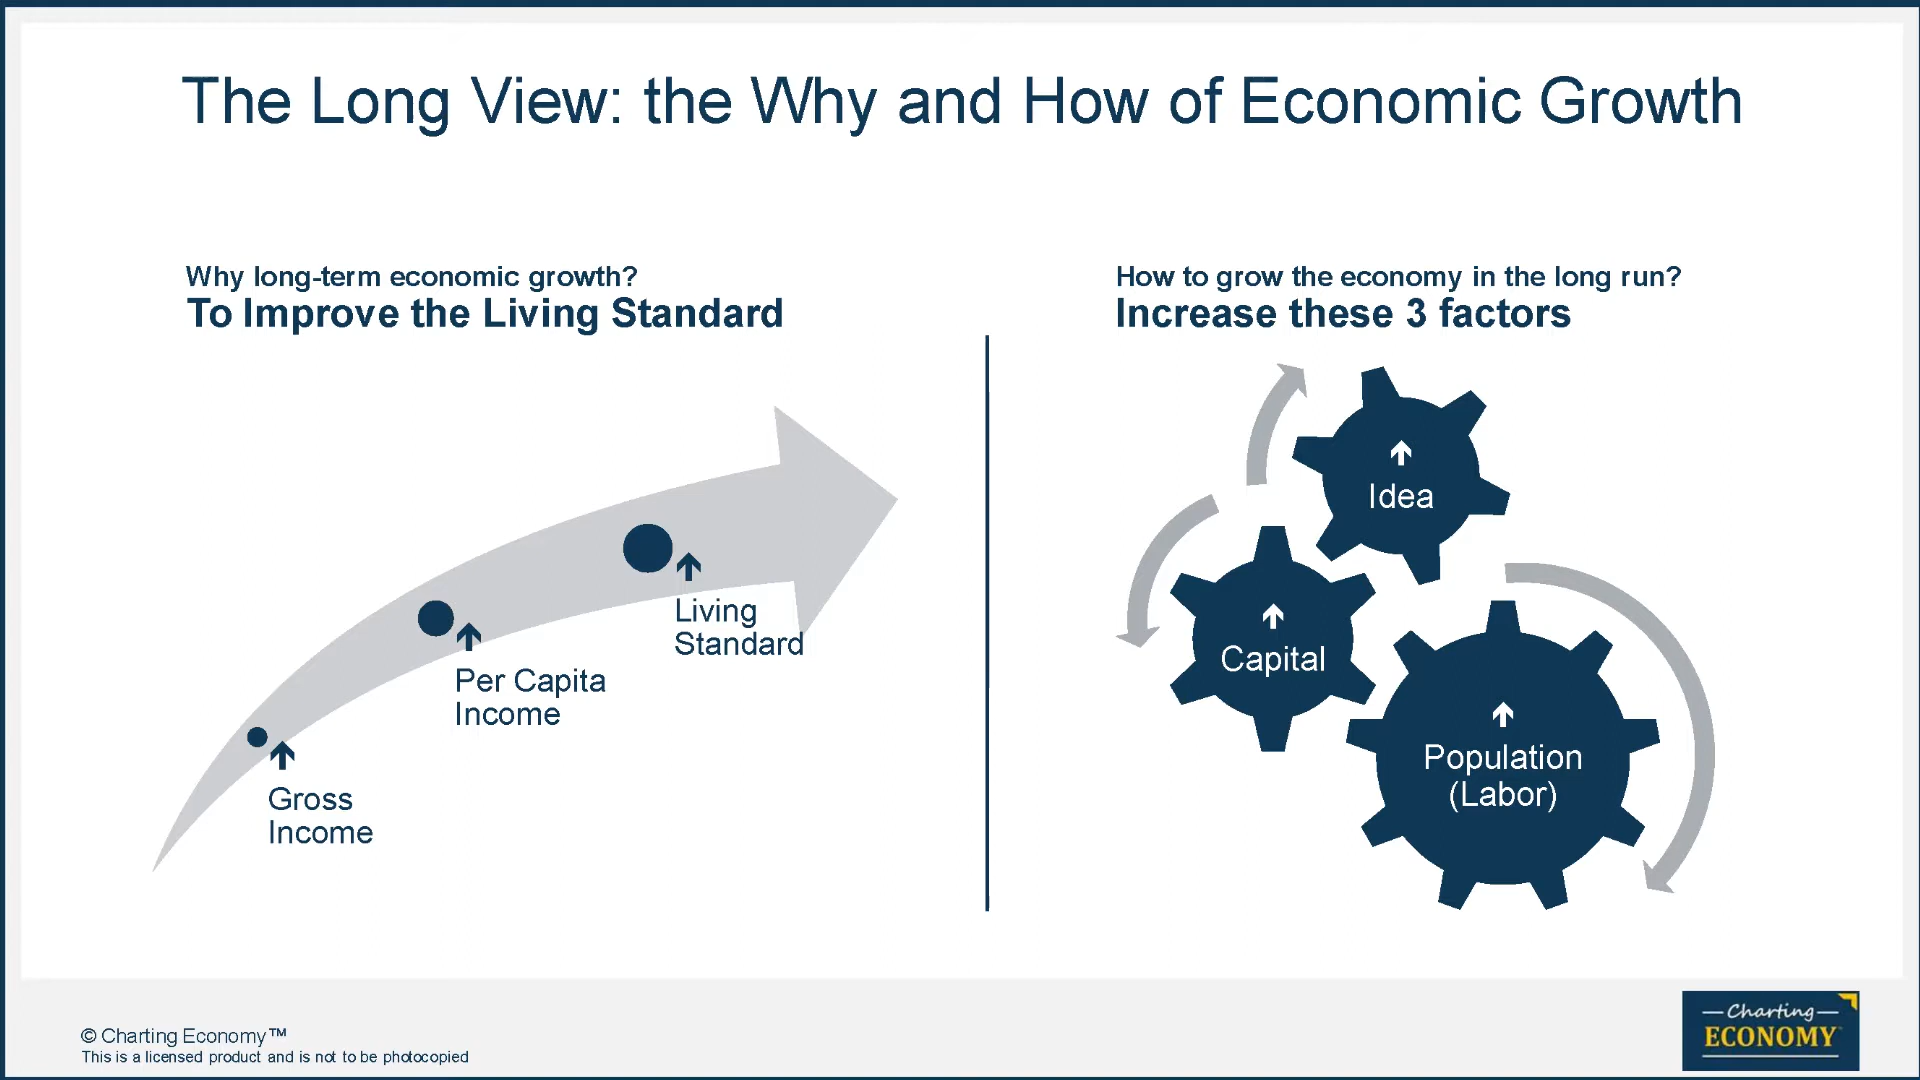 The Long View: the Why and How of Economic Growth
Why long-term economic growth?
To Improve the Living Standard
Living
Standard
Per Capita
Income
Gross
Income
How to grow the economy in the long run?
Increase these 3 factors
Idea
Capital
Population
(Labor)
© Charting Economy™
This is a licensed product and is not to be photocopied
Charting
ECONOMY